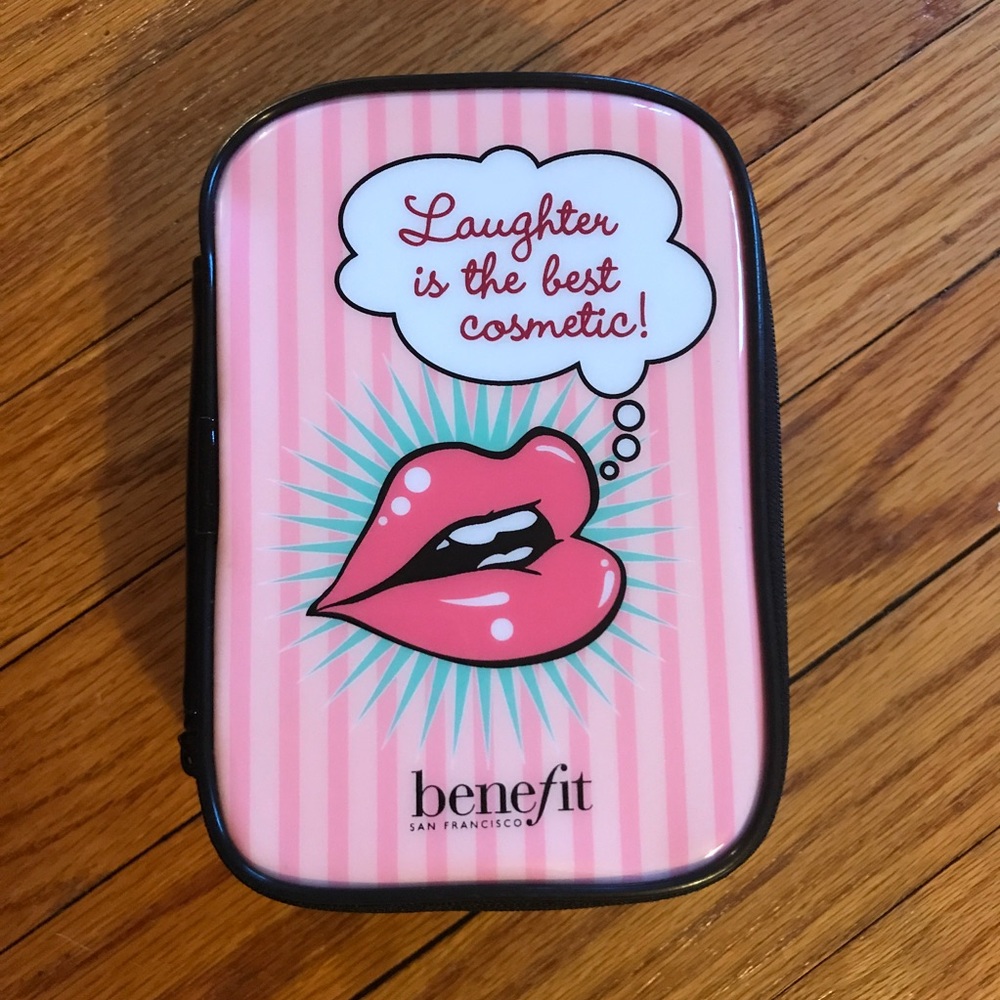 Laughter
is the best
cosmetic!
benefit
SAN FRANCISCO